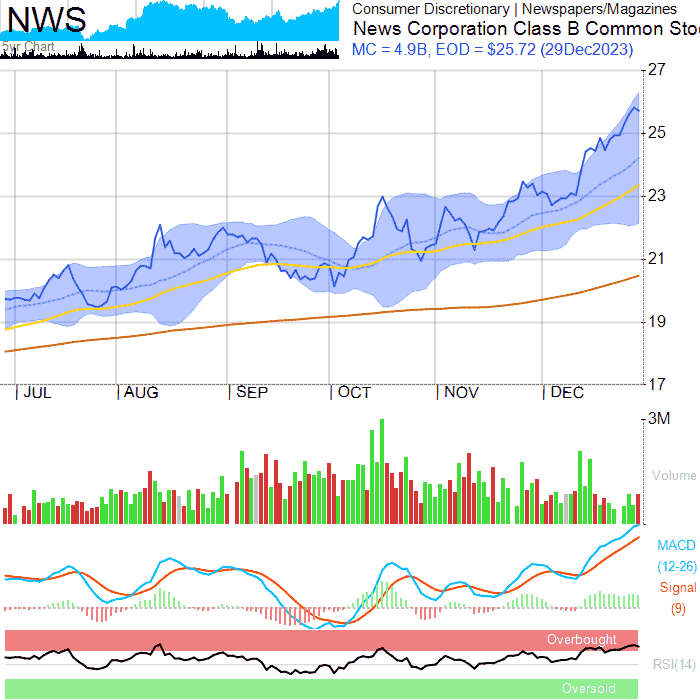 NWS
5yr Chart
Consumer Discretionary | Newspapers/Magazines
News Corporation Class B Common Sto
MC = 4.9B, EOD = $25.72 (29Dec2023)
27
25
23
21
19
17
|JUL |AUG |SEP |OCT |NOV |DEC
3M
Volume
MACD
(12-26)
Signal
(9)
Overbought
RSI(14)
Oversold